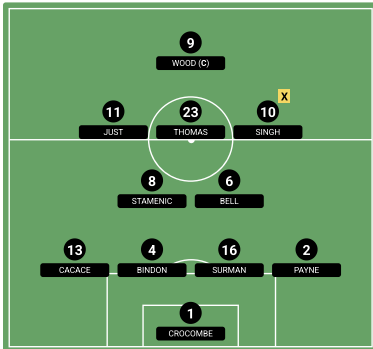 9
WOOD (C)
X
11 23 10
JUST THOMAS SINGH
8 6
STAMENIC BELL
13 4 16 2
CACACE BINDON SURMAN PAYNE
1
CROCOMBE